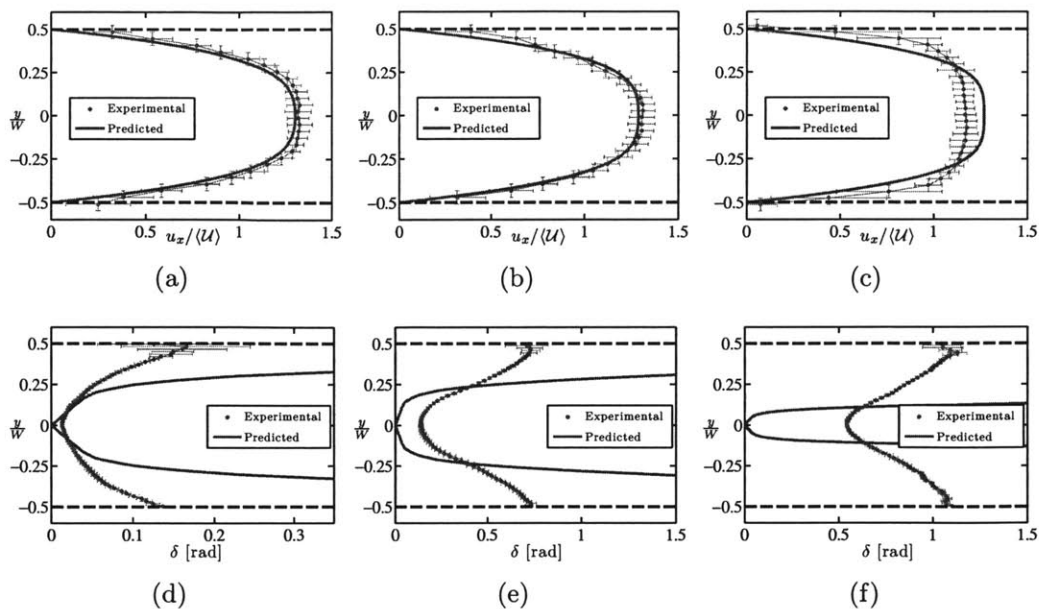 0.5
0.25
y/W
0
−0.25
−0.5
Experimental
Predicted
0
0.5
1
1.5
u_x/⟨U⟩
(a)
0.5
0.25
y/W
0
−0.25
−0.5
Experimental
Predicted
0
0.5
1
1.5
u_x/⟨U⟩
(b)
0.5
0.25
y/W
0
−0.25
−0.5
Experimental
Predicted
0
0.5
1
1.5
u_x/⟨U⟩
(c)
0.5
0.25
y/W
0
−0.25
−0.5
Experimental
Predicted
0
0.1
0.2
0.3
δ [rad]
(d)
0.5
0.25
y/W
0
−0.25
−0.5
Experimental
Predicted
0
0.5
1
1.5
δ [rad]
(e)
0.5
0.25
y/W
0
−0.25
−0.5
Experimental
Predicted
0
0.5
1
1.5
δ [rad]
(f)